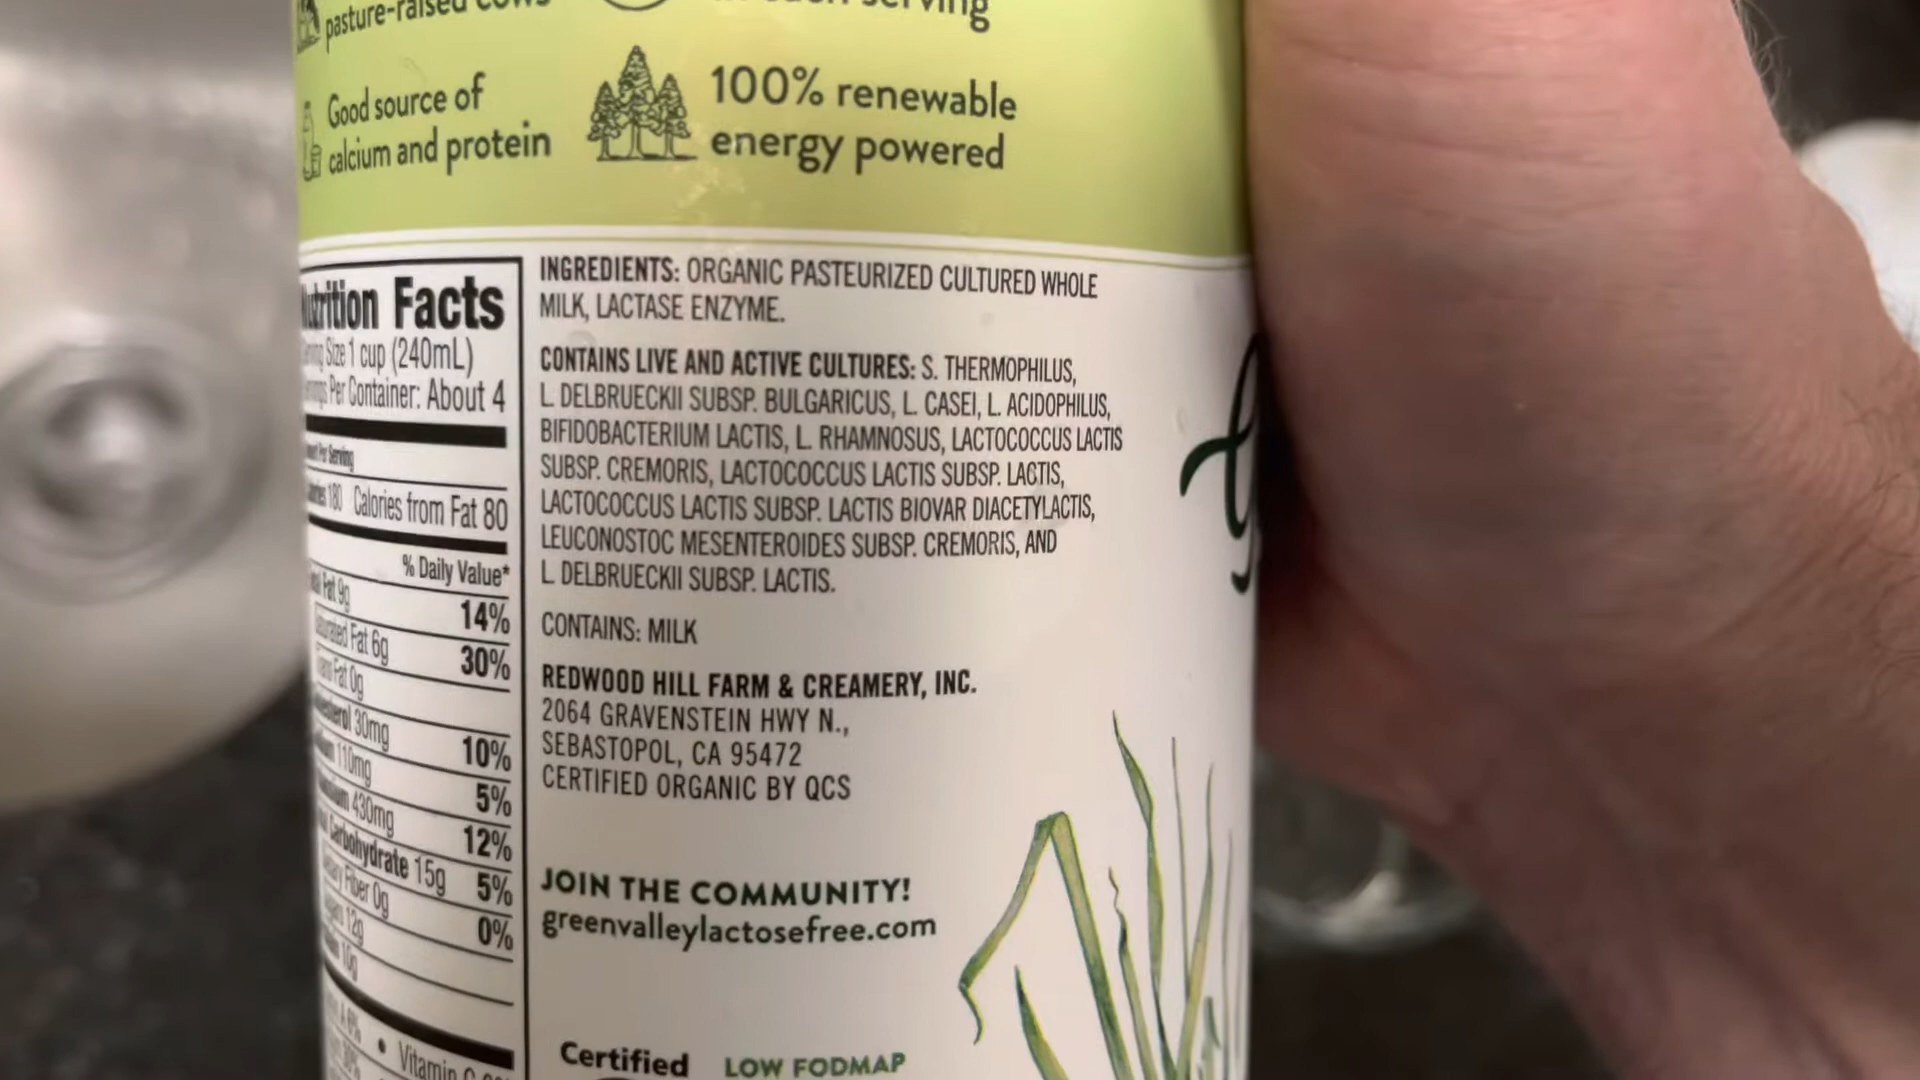 pasture-raised cows
in each serving
Good source of
calcium and protein
100% renewable
energy powered
Nutrition Facts
Serving Size 1 cup (240mL)
Servings Per Container: About 4
Amount Per Serving
Calories 180 Calories from Fat 80
% Daily Value*
Total Fat 9g 14%
Saturated Fat 6g 30%
Trans Fat 0g
Cholesterol 30mg 10%
Sodium 110mg 5%
Potassium 430mg 12%
Total Carbohydrate 15g 5%
Dietary Fiber 0g 0%
Sugars 12g
Protein 10g
Vitamin C
INGREDIENTS: ORGANIC PASTEURIZED CULTURED WHOLE
MILK, LACTASE ENZYME.
CONTAINS LIVE AND ACTIVE CULTURES: S. THERMOPHILUS,
L. DELBRUECKII SUBSP. BULGARICUS, L. CASEI, L. ACIDOPHILUS,
BIFIDOBACTERIUM LACTIS, L. RHAMNOSUS, LACTOCOCCUS LACTIS
SUBSP. CREMORIS, LACTOCOCCUS LACTIS SUBSP. LACTIS,
LACTOCOCCUS LACTIS SUBSP. LACTIS BIOVAR DIACETYLACTIS,
LEUCONOSTOC MESENTEROIDES SUBSP. CREMORIS, AND
L. DELBRUECKII SUBSP. LACTIS.
CONTAINS: MILK
REDWOOD HILL FARM & CREAMERY, INC.
2064 GRAVENSTEIN HWY N.,
SEBASTOPOL, CA 95472
CERTIFIED ORGANIC BY QCS
JOIN THE COMMUNITY!
greenvalleylactosefree.com
Certified
LOW FODMAP